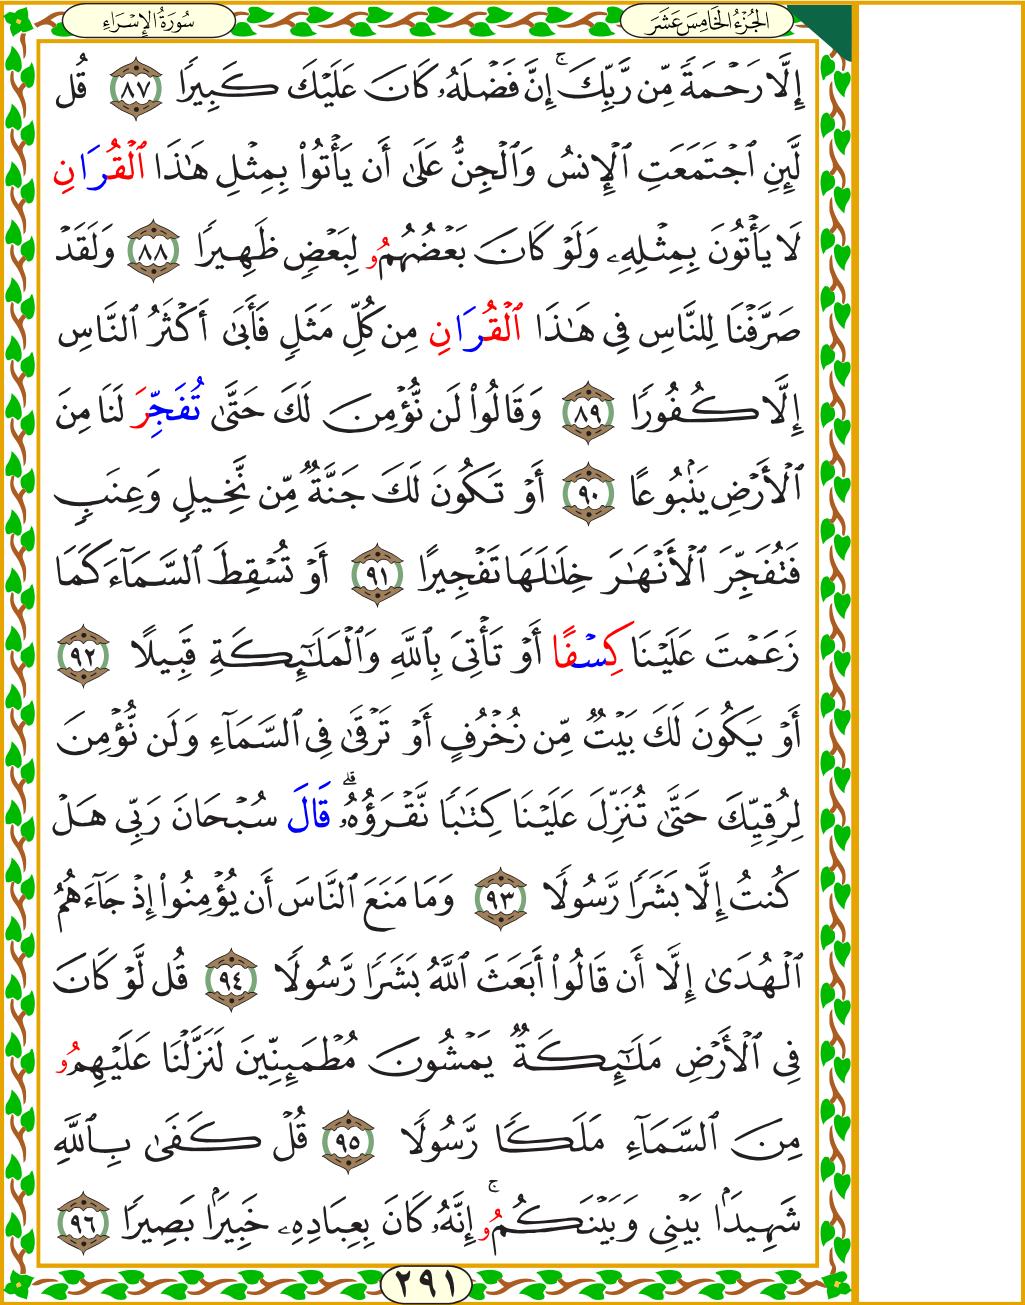 الجُزْءُ الخَامِسَ عَشَرَ
سُورَةُ الإِسْرَاءِ
إِلَّا رَحْمَةً مِّن رَّبِّكَ ۚ إِنَّ فَضْلَهُۥ كَانَ عَلَيْكَ كَبِيرًا ٨٧ قُل
لَّئِنِ ٱجْتَمَعَتِ ٱلْإِنسُ وَٱلْجِنُّ عَلَىٰ أَن يَأْتُوا۟ بِمِثْلِ هَـٰذَا ٱلْقُرَانِ
لَا يَأْتُونَ بِمِثْلِهِۦ وَلَوْ كَانَ بَعْضُهُمُۥ لِبَعْضٍ ظَهِيرًا ٨٨ وَلَقَدْ
صَرَّفْنَا لِلنَّاسِ فِى هَـٰذَا ٱلْقُرَانِ مِن كُلِّ مَثَلٍ فَأَبَىٰ أَكْثَرُ ٱلنَّاسِ
إِلَّا كُفُورًا ٨٩ وَقَالُوا۟ لَن نُّؤْمِنَ لَكَ حَتَّىٰ تُفَجِّرَ لَنَا مِنَ
ٱلْأَرْضِ يَنۢبُوعًا ٩٠ أَوْ تَكُونَ لَكَ جَنَّةٌ مِّن نَّخِيلٍ وَعِنَبٍ
فَتُفَجِّرَ ٱلْأَنْهَـٰرَ خِلَـٰلَهَا تَفْجِيرًا ٩١ أَوْ تُسْقِطَ ٱلسَّمَآءَ كَمَا
زَعَمْتَ عَلَيْنَا كِسْفًا أَوْ تَأْتِىَ بِٱللَّهِ وَٱلْمَلَـٰٓئِكَةِ قَبِيلًا ٩٢
أَوْ يَكُونَ لَكَ بَيْتٌ مِّن زُخْرُفٍ أَوْ تَرْقَىٰ فِى ٱلسَّمَآءِ وَلَن نُّؤْمِنَ
لِرُقِيِّكَ حَتَّىٰ تُنَزِّلَ عَلَيْنَا كِتَـٰبًا نَّقْرَؤُهُۥ ۗ قَالَ سُبْحَانَ رَبِّى هَلْ
كُنتُ إِلَّا بَشَرًا رَّسُولًا ٩٣ وَمَا مَنَعَ ٱلنَّاسَ أَن يُؤْمِنُوٓا۟ إِذْ جَآءَهُمُ
ٱلْهُدَىٰٓ إِلَّآ أَن قَالُوٓا۟ أَبَعَثَ ٱللَّهُ بَشَرًا رَّسُولًا ٩٤ قُل لَّوْ كَانَ
فِى ٱلْأَرْضِ مَلَـٰٓئِكَةٌ يَمْشُونَ مُطْمَئِنِّينَ لَنَزَّلْنَا عَلَيْهِمُۥ
مِنَ ٱلسَّمَآءِ مَلَكًا رَّسُولًا ٩٥ قُلْ كَفَىٰ بِٱللَّهِ
شَهِيدًۢا بَيْنِى وَبَيْنَكُمُۥ ۚ إِنَّهُۥ كَانَ بِعِبَادِهِۦ خَبِيرًۢا بَصِيرًا ٩٦
٢٩١